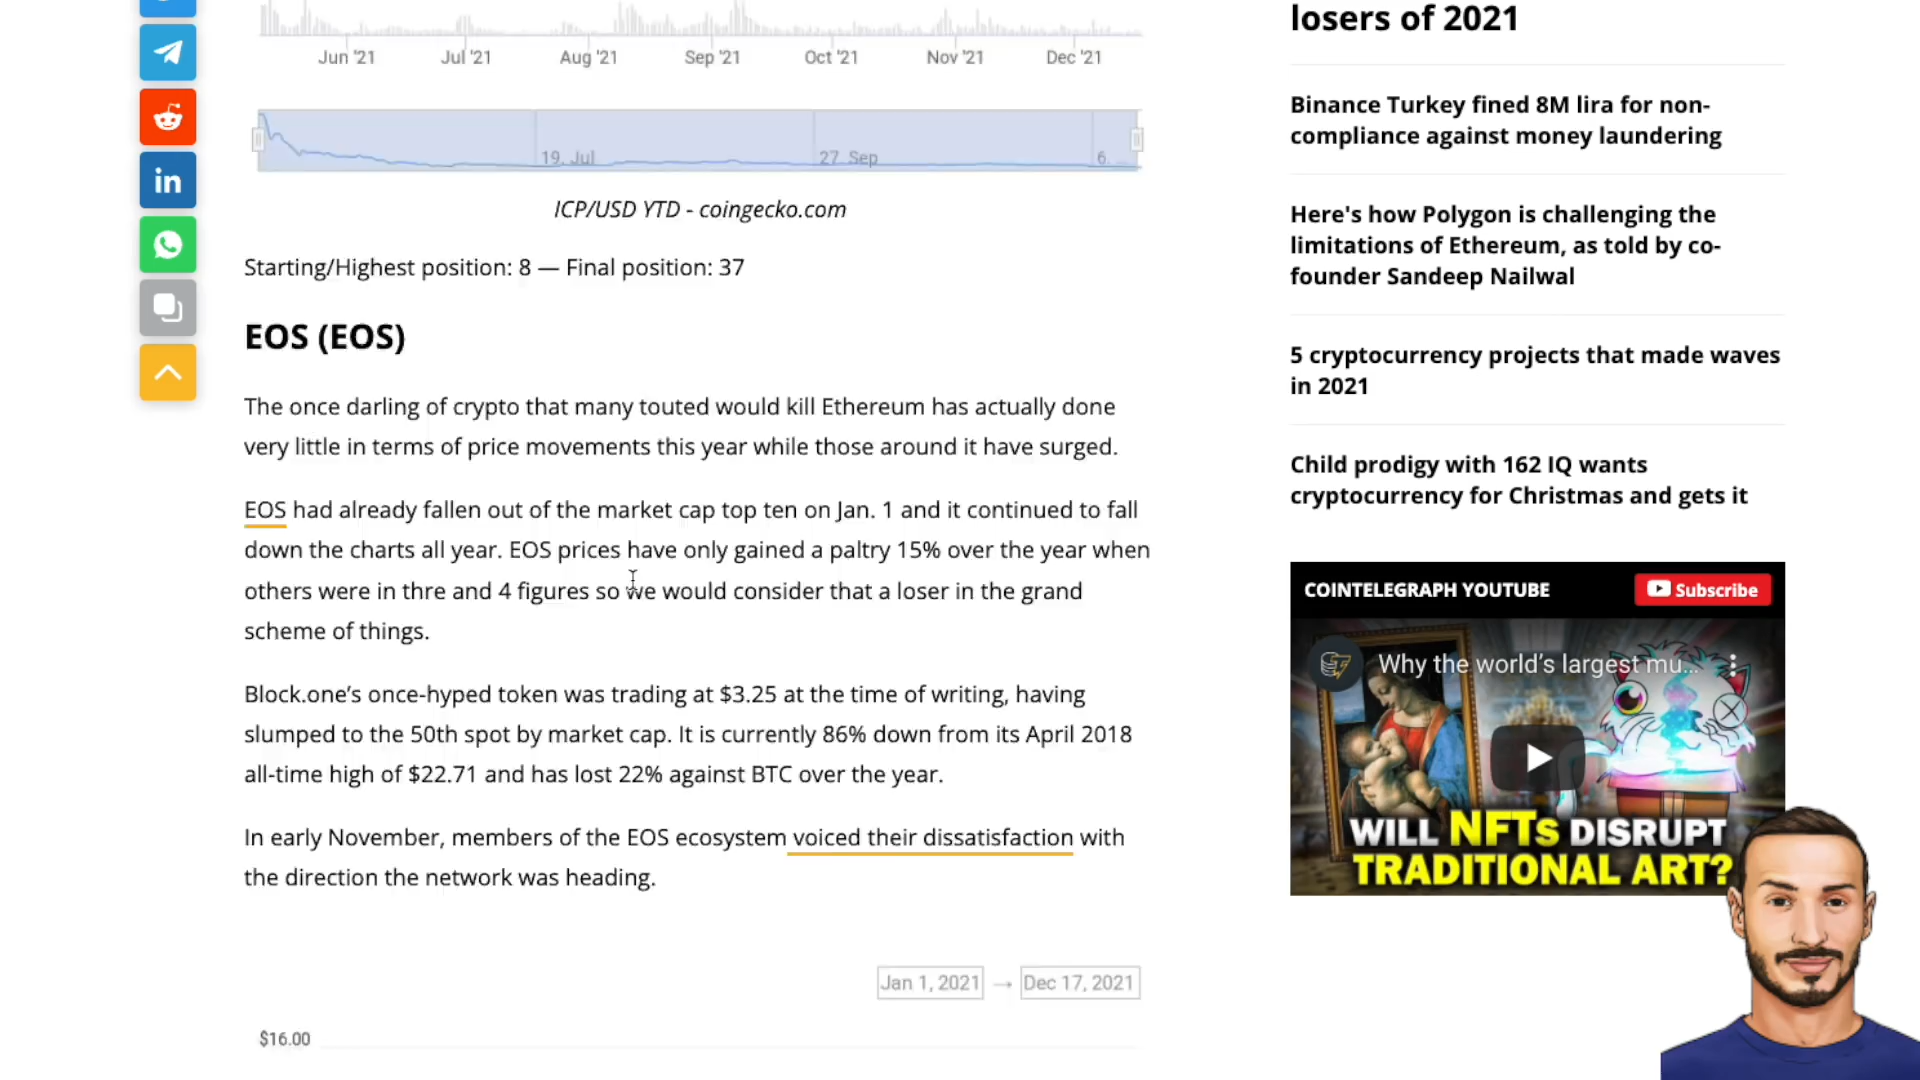 Jun '21 Jul '21 Aug '21 Sep '21 Oct '21 Nov '21 Dec '21
19. Jul 27. Sep 6.
ICP/USD YTD - coingecko.com
Starting/Highest position: 8 — Final position: 37
EOS (EOS)
The once darling of crypto that many touted would kill Ethereum has actually done
very little in terms of price movements this year while those around it have surged.
EOS had already fallen out of the market cap top ten on Jan. 1 and it continued to fall
down the charts all year. EOS prices have only gained a paltry 15% over the year when
others were in thre and 4 figures so we would consider that a loser in the grand
scheme of things.
Block.one’s once-hyped token was trading at $3.25 at the time of writing, having
slumped to the 50th spot by market cap. It is currently 86% down from its April 2018
all-time high of $22.71 and has lost 22% against BTC over the year.
In early November, members of the EOS ecosystem voiced their dissatisfaction with
the direction the network was heading.
Jan 1, 2021 → Dec 17, 2021
$16.00
in
losers of 2021
Binance Turkey fined 8M lira for non-
compliance against money laundering
Here's how Polygon is challenging the
limitations of Ethereum, as told by co-
founder Sandeep Nailwal
5 cryptocurrency projects that made waves
in 2021
Child prodigy with 162 IQ wants
cryptocurrency for Christmas and gets it
COINTELEGRAPH YOUTUBE Subscribe
Why the world’s largest mu...
WILL NFTs DISRUPT
TRADITIONAL ART?